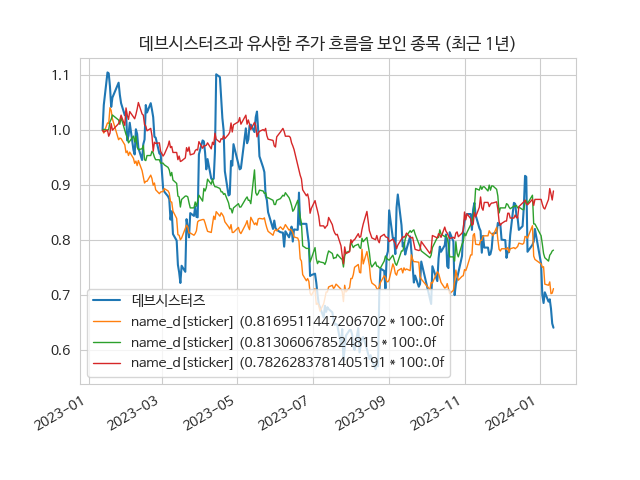 데브시스터즈과 유사한 주가 흐름을 보인 종목 (최근 1년)
1.1
1.0
0.9
0.8
0.7
0.6
데브시스터즈
name_d[sticker] (0.8169511447206702 * 100:.0f
name_d[sticker] (0.813060678524815 * 100:.0f
name_d[sticker] (0.7826283781405191 * 100:.0f
2023-01
2023-03
2023-05
2023-07
2023-09
2023-11
2024-01